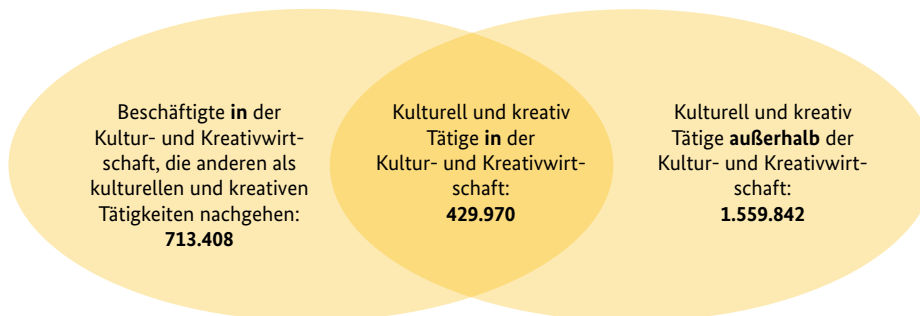 Beschäftigte in der
Kultur- und Kreativwirt-
schaft, die anderen als
kulturellen und kreativen
Tätigkeiten nachgehen:
713.408
Kulturell und kreativ
Tätige in der
Kultur- und Kreativwirt-
schaft:
429.970
Kulturell und kreativ
Tätige außerhalb der
Kultur- und Kreativwirt-
schaft:
1.559.842